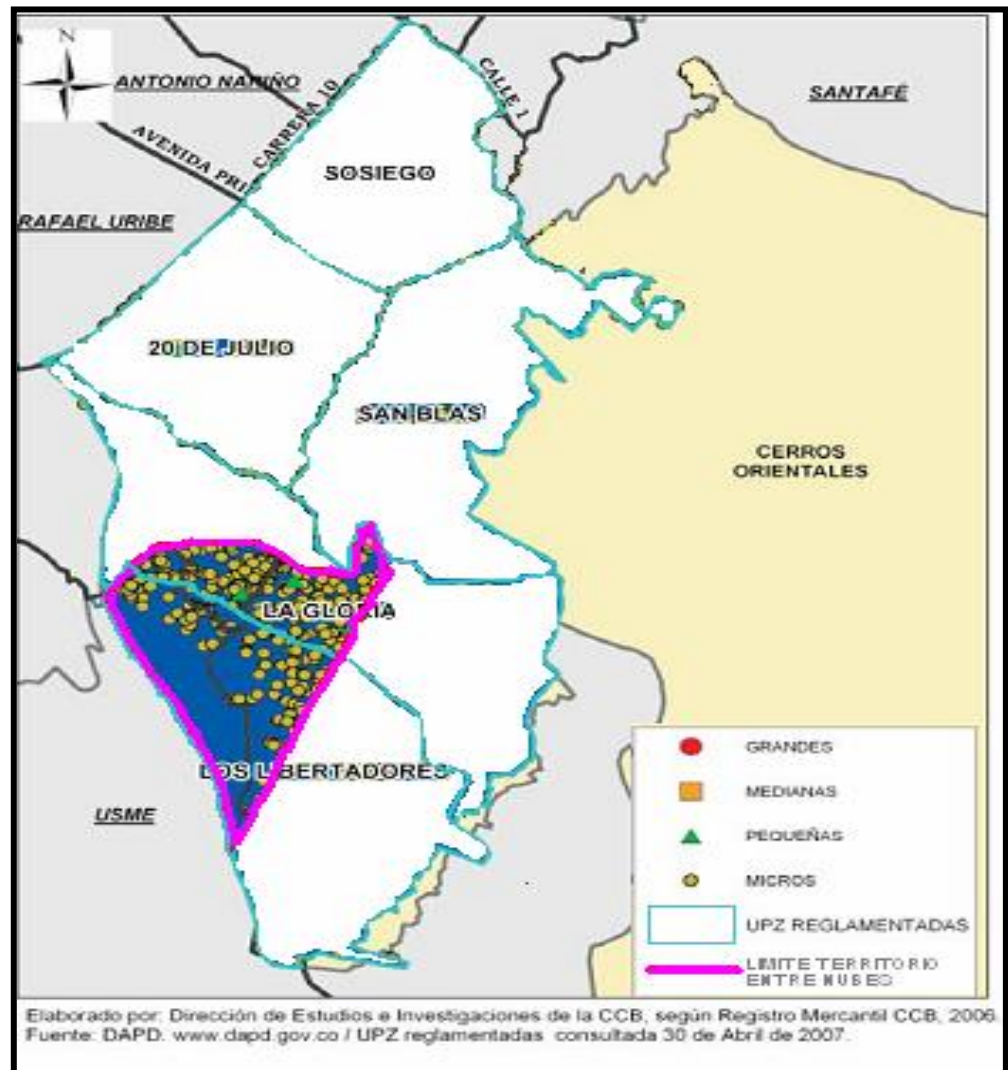 N
ANTONIO NARIÑO
CARRERA 10
CALLE 1
SANTAFÉ
AVENIDA PRI
SOSIEGO
RAFAEL URIBE
20 DE JULIO
SAN BLAS
CERROS
ORIENTALES
LA GLORIA
LOS LIBERTADORES
USME
GRANDES
MEDIANAS
PEQUEÑAS
MICROS
UPZ REGLAMENTADAS
LIMITE TERRITORIO
ENTRE NUBES
Elaborado por: Dirección de Estudios e Investigaciones de la CCB, según Registro Mercantil CCB, 2006.
Fuente: DAPD. www.dapd.gov.co / UPZ reglamentadas consultada 30 de Abril de 2007.